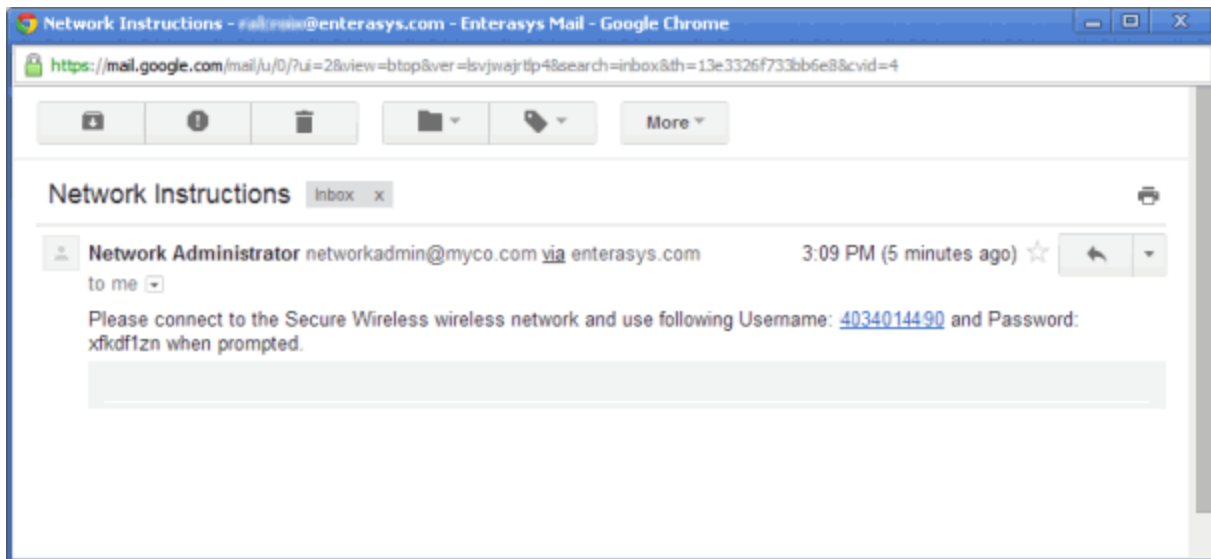 Network Instructions - @enterasys.com - Enterasys Mail - Google Chrome
https://mail.google.com/mail/u/0/?ui=2&view=btop&ver=lsvjwajrtlp4&search=inbox&th=13e3326f733bb6e8&cvid=4
More
Network Instructions Inbox x
Network Administrator networkadmin@myco.com via enterasys.com 3:09 PM (5 minutes ago)
to me
Please connect to the Secure Wireless wireless network and use following Username: 4034014490 and Password:
xfkdf1zn when prompted.